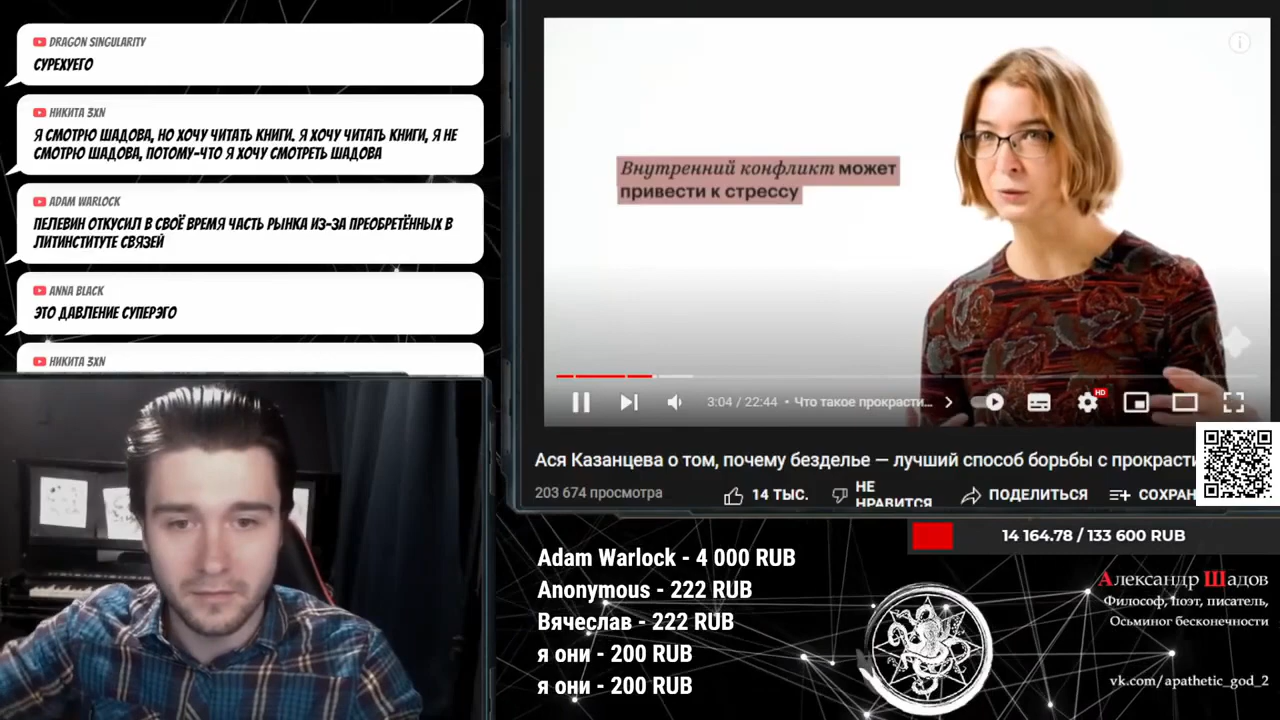 DRAGON SINGULARITY
СУРЕХУЕГО
НИКИТА 3XN
Я СМОТРЮ ШАДОВА, НО ХОЧУ ЧИТАТЬ КНИГИ. Я ХОЧУ ЧИТАТЬ КНИГИ, Я НЕ
СМОТРЮ ШАДОВА, ПОТОМУ-ЧТО Я ХОЧУ СМОТРЕТЬ ШАДОВА
ADAM WARLOCK
ПЕЛЕВИН ОТКУСИЛ В СВОЁ ВРЕМЯ ЧАСТЬ РЫНКА ИЗ-ЗА ПРЕОБРЕТЁННЫХ В
ЛИТИНСТИТУТЕ СВЯЗЕЙ
ANNA BLACK
ЭТО ДАВЛЕНИЕ СУПЕРЭГО
НИКИТА 3XN
Внутренний конфликт может
привести к стрессу
3:04 / 22:44 • Что такое прокрасти...
HD
Ася Казанцева о том, почему безделье — лучший способ борьбы с прокрасти
203 674 просмотра
14 ТЫС.
НЕ
НРАВИТСЯ
ПОДЕЛИТЬСЯ
СОХРАН
14 164.78 / 133 600 RUB
Adam Warlock - 4 000 RUB
Anonymous - 222 RUB
Вячеслав - 222 RUB
я они - 200 RUB
я они - 200 RUB
Александр Шадов
Философ, поэт, писатель,
Осьминог бесконечности
vk.com/apathetic_god_2